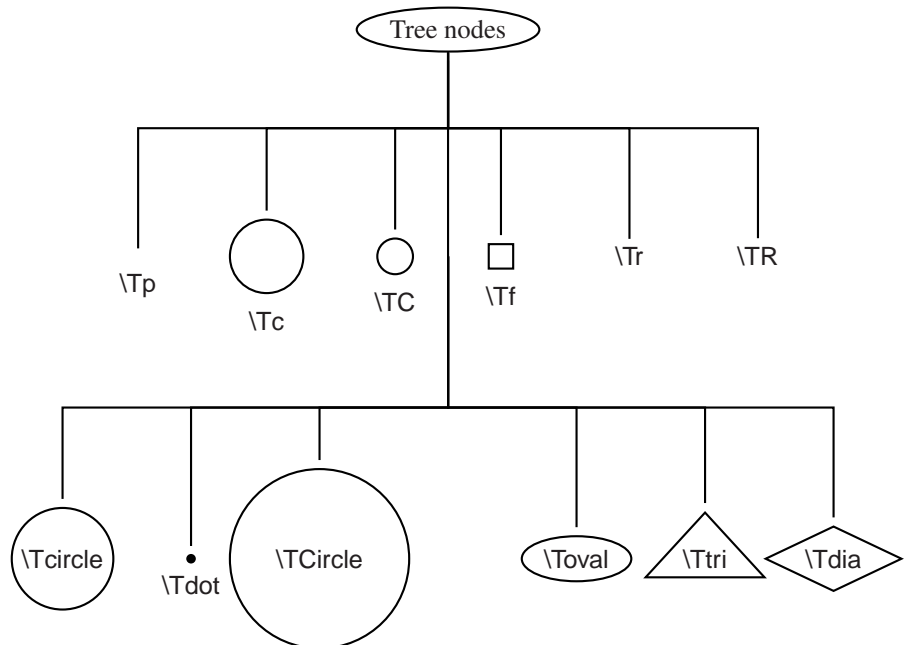 Tree nodes
\Tp
\Tc
\TC
\Tf
\Tr
\TR
\Tcircle
\Tdot
\TCircle
\Toval
\Ttri
\Tdia